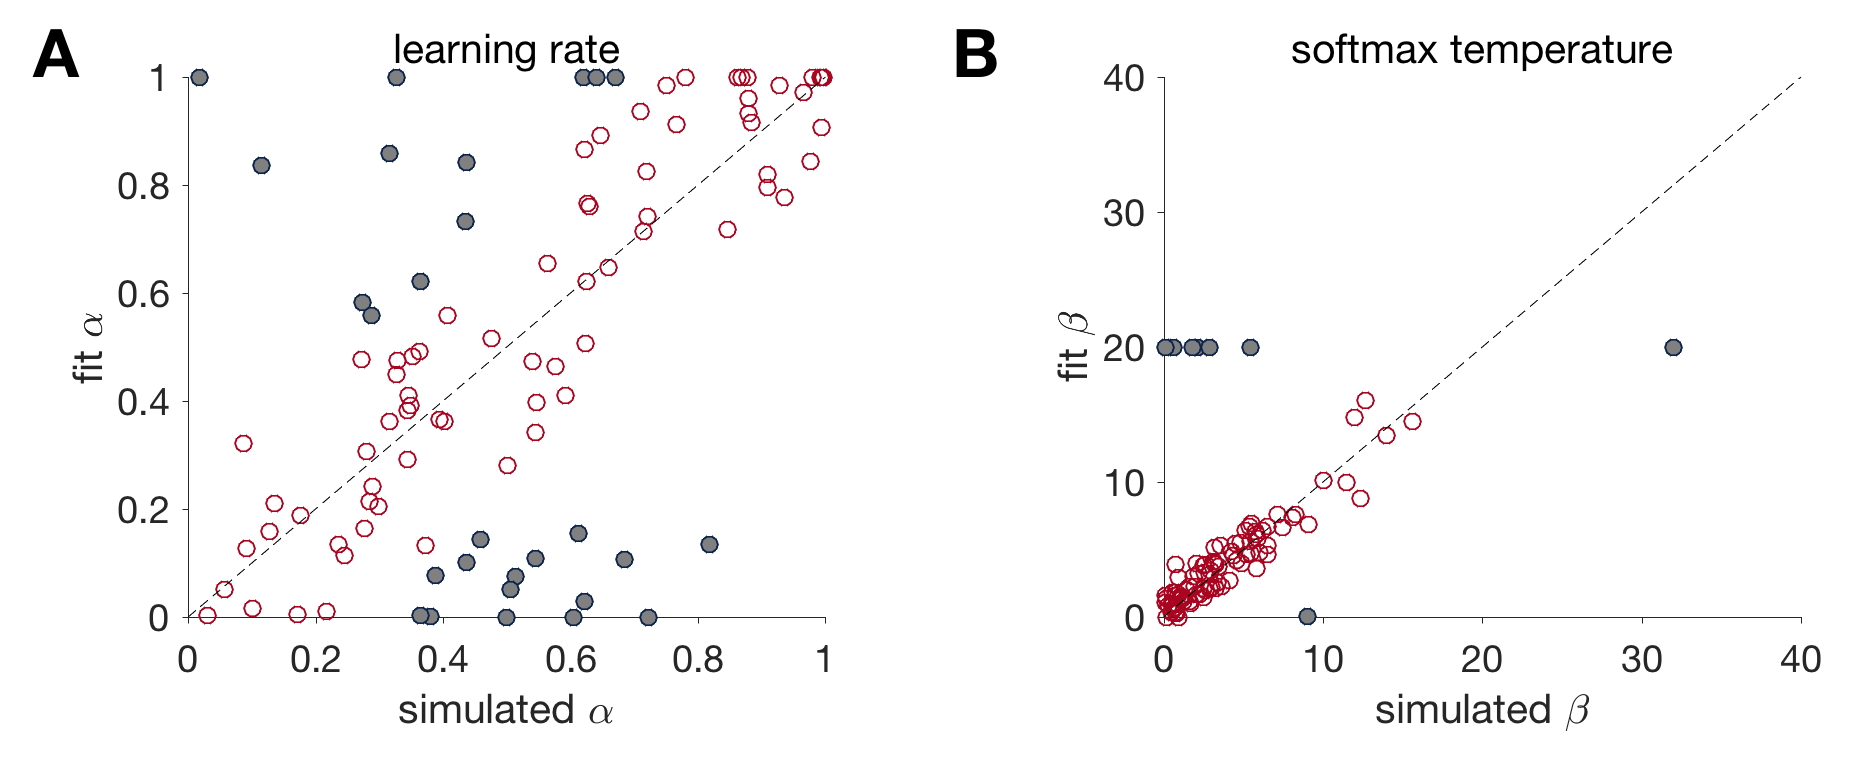 A
learning rate
1
0.8
0.6
0.4
0.2
0
fit α
0 0.2 0.4 0.6 0.8 1
simulated α
B
softmax temperature
40
30
20
10
0
fit β
0 10 20 30 40
simulated β